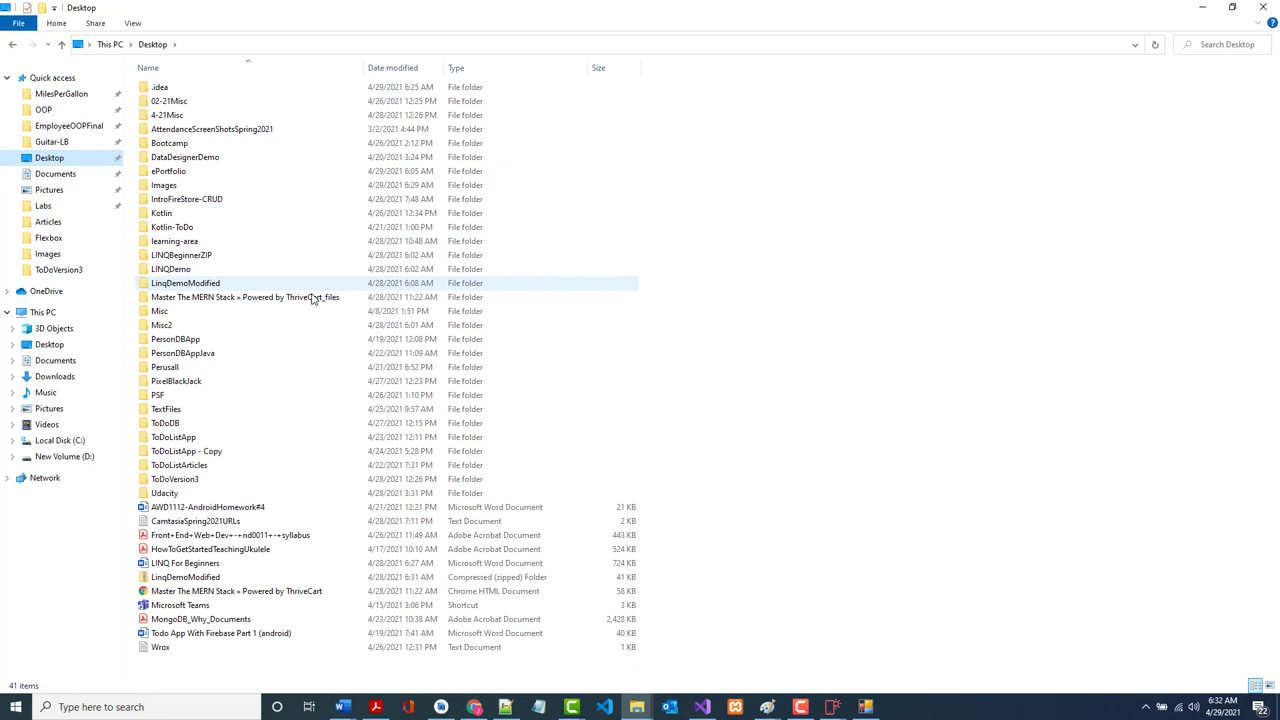 Desktop
File Home Share View
This PC Desktop Search Desktop
Name Date modified Type Size
Quick access
MilesPerGallon
OOP
EmployeeOOPFinal
Guitar-LB
Desktop
Documents
Pictures
Labs
Articles
Flexbox
Images
ToDoVersion3
OneDrive
This PC
3D Objects
Desktop
Documents
Downloads
Music
Pictures
Videos
Local Disk (C:)
New Volume (D:)
Network
.idea 4/29/2021 6:25 AM File folder
02-21Misc 4/26/2021 12:25 PM File folder
4-21Misc 4/28/2021 12:26 PM File folder
AttendanceScreenShotsSpring2021 3/2/2021 4:44 PM File folder
Bootcamp 4/26/2021 2:12 PM File folder
DataDesignerDemo 4/20/2021 3:24 PM File folder
ePortfolio 4/29/2021 6:05 AM File folder
Images 4/29/2021 6:29 AM File folder
IntroFireStore-CRUD 4/26/2021 7:48 AM File folder
Kotlin 4/26/2021 12:34 PM File folder
Kotlin-ToDo 4/21/2021 1:00 PM File folder
learning-area 4/28/2021 10:48 AM File folder
LINQBeginnerZIP 4/28/2021 6:02 AM File folder
LINQDemo 4/28/2021 6:02 AM File folder
LinqDemoModified 4/28/2021 6:08 AM File folder
Master The MERN Stack » Powered by ThriveCart_files 4/28/2021 11:22 AM File folder
Misc 4/8/2021 1:51 PM File folder
Misc2 4/28/2021 6:01 AM File folder
PersonDBApp 4/19/2021 12:08 PM File folder
PersonDBAppJava 4/22/2021 11:09 AM File folder
Perusall 4/21/2021 6:52 PM File folder
PixelBlackJack 4/27/2021 12:23 PM File folder
PSF 4/26/2021 1:10 PM File folder
TextFiles 4/25/2021 9:57 AM File folder
ToDoDB 4/27/2021 12:15 PM File folder
ToDoListApp 4/23/2021 12:11 PM File folder
ToDoListApp - Copy 4/24/2021 5:28 PM File folder
ToDoListArticles 4/22/2021 7:31 PM File folder
ToDoVersion3 4/28/2021 12:26 PM File folder
Udacity 4/28/2021 3:31 PM File folder
AWD1112-AndroidHomework#4 4/21/2021 12:21 PM Microsoft Word Document 21 KB
CamtasiaSpring2021URLs 4/28/2021 7:11 PM Text Document 2 KB
Front+End+Web+Dev+-+nd0011+-+syllabus 4/26/2021 11:49 AM Adobe Acrobat Document 443 KB
HowToGetStartedTeachingUkulele 4/17/2021 10:10 AM Adobe Acrobat Document 524 KB
LINQ For Beginners 4/28/2021 6:27 AM Microsoft Word Document 724 KB
LinqDemoModified 4/28/2021 6:31 AM Compressed (zipped) Folder 41 KB
Master The MERN Stack » Powered by ThriveCart 4/28/2021 11:22 AM Chrome HTML Document 58 KB
Microsoft Teams 4/15/2021 3:06 PM Shortcut 3 KB
MongoDB_Why_Documents 4/23/2021 10:38 AM Adobe Acrobat Document 2,428 KB
Todo App With Firebase Part 1 (android) 4/19/2021 7:41 AM Microsoft Word Document 40 KB
Wrox 4/26/2021 12:31 PM Text Document 1 KB
41 items
Type here to search
6:32 AM
4/29/2021
22